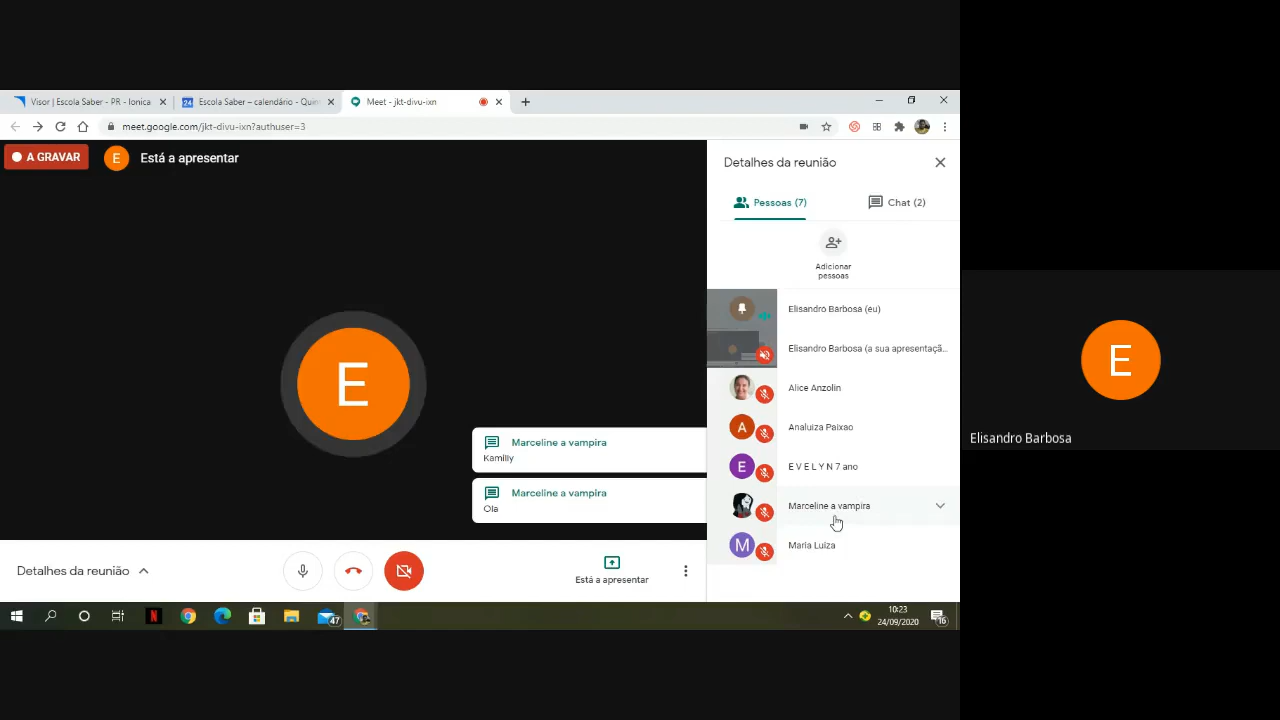 Visor | Escola Saber - PR - Ionica
Escola Saber – calendário - Quin
Meet - jkt-divu-ixn
meet.google.com/jkt-divu-ixn?authuser=3
A GRAVAR
E
Está a apresentar
Detalhes da reunião
Pessoas (7)
Chat (2)
Adicionar
pessoas
Elisandro Barbosa (eu)
Elisandro Barbosa (a sua apresentaçã...
Alice Anzolin
A
Analuiza Paixao
E
E V E L Y N 7 ano
Marceline a vampira
M
Maria Luiza
E
Marceline a vampira
Kamilly
Marceline a vampira
Ola
Detalhes da reunião
Está a apresentar
N
47
10:23
24/09/2020
16
E
Elisandro Barbosa